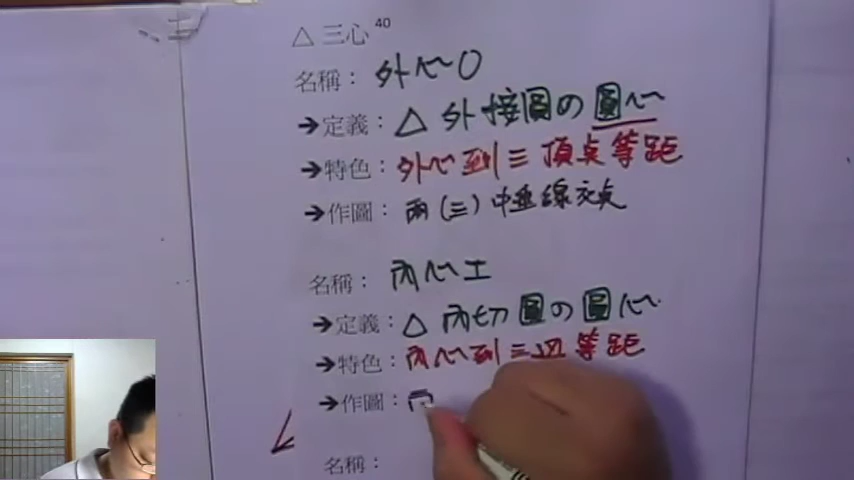 △三心 40
名稱：外心O
➔定義：△外接圓の圓心
➔特色：外心到三頂点等距
➔作圖：兩(三)中垂線交点
名稱：內心I
➔定義：△內切圓の圓心
➔特色：內心到三边等距
➔作圖：
名稱：